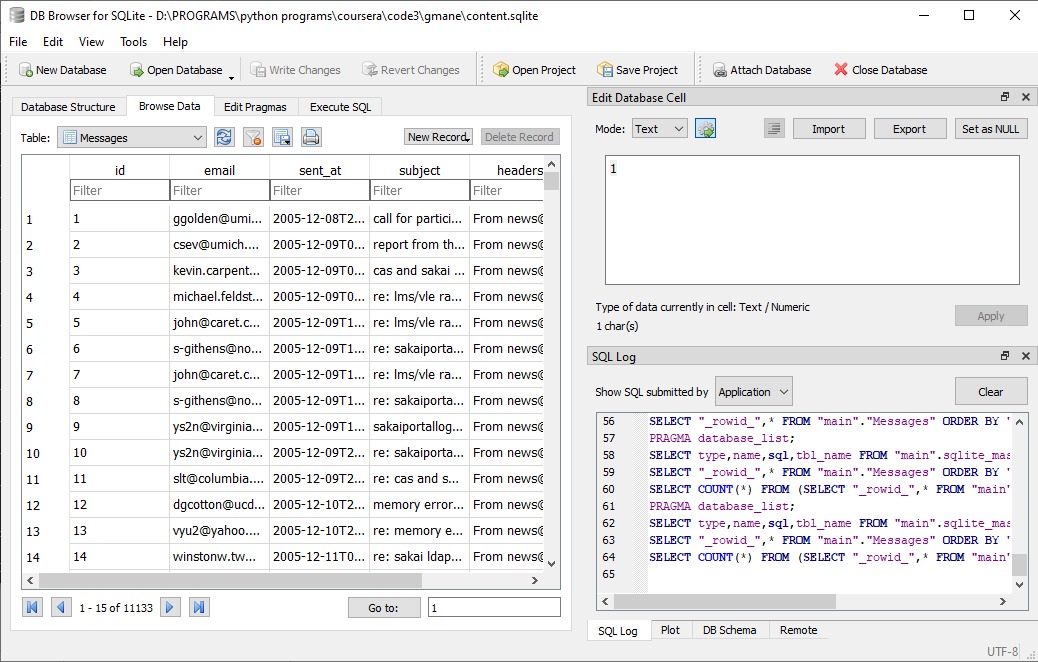 DB Browser for SQLite - D:\PROGRAMS\python programs\coursera\code3\gmane\content.sqlite
File Edit View Tools Help
New Database Open Database Write Changes Revert Changes Open Project Save Project Attach Database Close Database
Database Structure Browse Data Edit Pragmas Execute SQL
Table: Messages New Record Delete Record
id email sent_at subject headers
Filter Filter Filter Filter Filter
1 1 ggolden@umi... 2005-12-08T2... call for partici... From news@
2 2 csev@umich.... 2005-12-09T0... report from th... From news@
3 3 kevin.carpent... 2005-12-09T0... cas and sakai ... From news@
4 4 michael.feldst... 2005-12-09T0... re: lms/vle ra... From news@
5 5 john@caret.c... 2005-12-09T1... re: lms/vle ra... From news@
6 6 s-githens@no... 2005-12-09T1... re: sakaiporta... From news@
7 7 john@caret.c... 2005-12-09T1... re: lms/vle ra... From news@
8 8 s-githens@no... 2005-12-09T1... re: sakaiporta... From news@
9 9 ys2n@virginia... 2005-12-09T1... sakaiportallog... From news@
10 10 ys2n@virginia... 2005-12-09T1... re: sakaiporta... From news@
11 11 slt@columbia.... 2005-12-09T1... re: cas and s... From news@
12 12 dgcotton@ucd... 2005-12-10T2... memory error... From news@
13 13 vyu2@yahoo.... 2005-12-10T2... re: memory e... From news@
14 14 winstonw.tw... 2005-12-11T0... re: sakai ldap... From news@
1 - 15 of 11133 Go to: 1
Edit Database Cell
Mode: Text Import Export Set as NULL
1
Type of data currently in cell: Text / Numeric
1 char(s)
Apply
SQL Log
Show SQL submitted by Application Clear
56 SELECT "_rowid_",* FROM "main"."Messages" ORDER BY "
57 PRAGMA database_list;
58 SELECT type,name,sql,tbl_name FROM "main".sqlite_mas
59 SELECT "_rowid_",* FROM "main"."Messages" ORDER BY "
60 SELECT COUNT(*) FROM (SELECT "_rowid_",* FROM "main"
61 PRAGMA database_list;
62 SELECT type,name,sql,tbl_name FROM "main".sqlite_mas
63 SELECT "_rowid_",* FROM "main"."Messages" ORDER BY "
64 SELECT COUNT(*) FROM (SELECT "_rowid_",* FROM "main"
65
SQL Log Plot DB Schema Remote
UTF-8